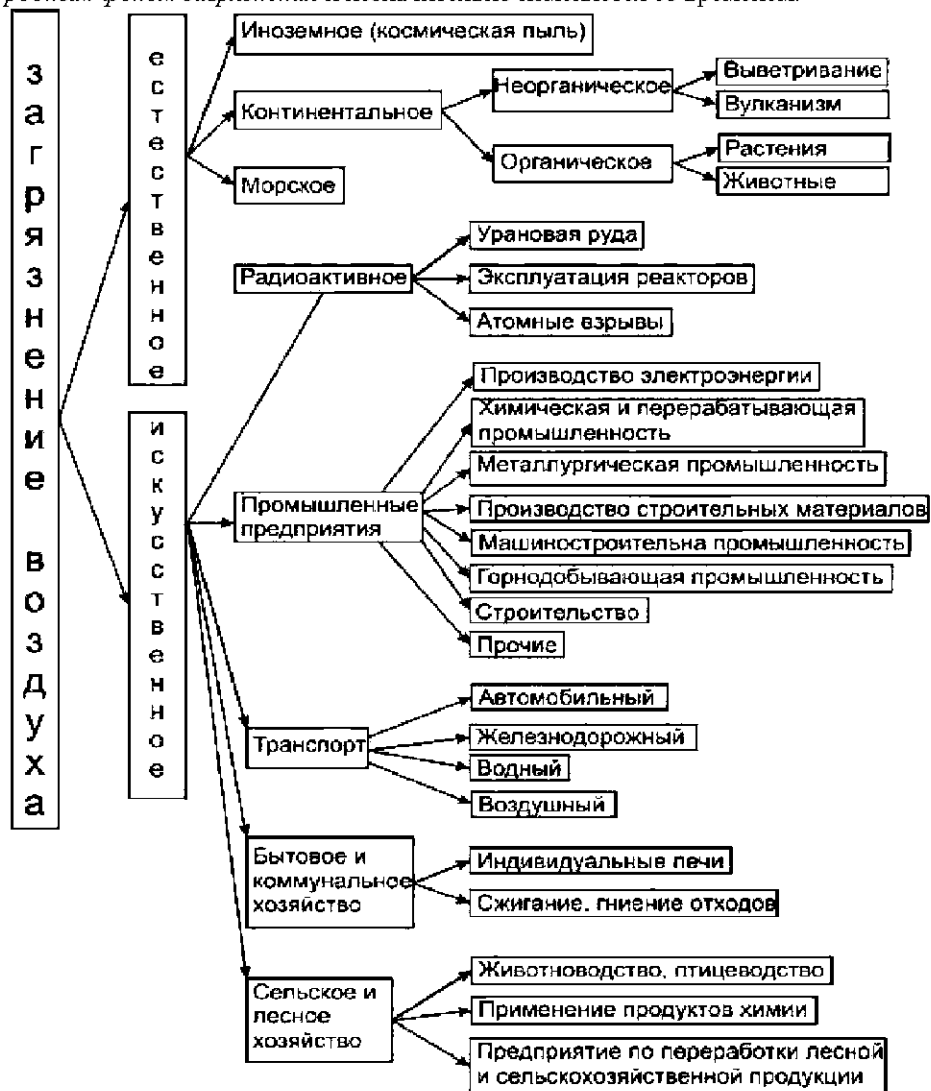 загрязнение воздуха
естественное
Иноземное (космическая пыль)
Континентальное
Неорганическое
Выветривание
Вулканизм
Органическое
Растения
Животные
Морское
искусственное
Радиоактивное
Урановая руда
Эксплуатация реакторов
Атомные взрывы
Промышленные
предприятия
Производство электроэнергии
Химическая и перерабатывающая
промышленность
Металлургическая промышленность
Производство строительных материалов
Машиностроительна промышленность
Горнодобывающая промышленность
Строительство
Прочие
Транспорт
Автомобильный
Железнодорожный
Водный
Воздушный
Бытовое и
коммунальное
хозяйство
Индивидуальные печи
Сжигание, гниение отходов
Сельское и
лесное
хозяйство
Животноводство, птицеводство
Применение продуктов химии
Предприятие по переработки лесной
и сельскохозяйственной продукции